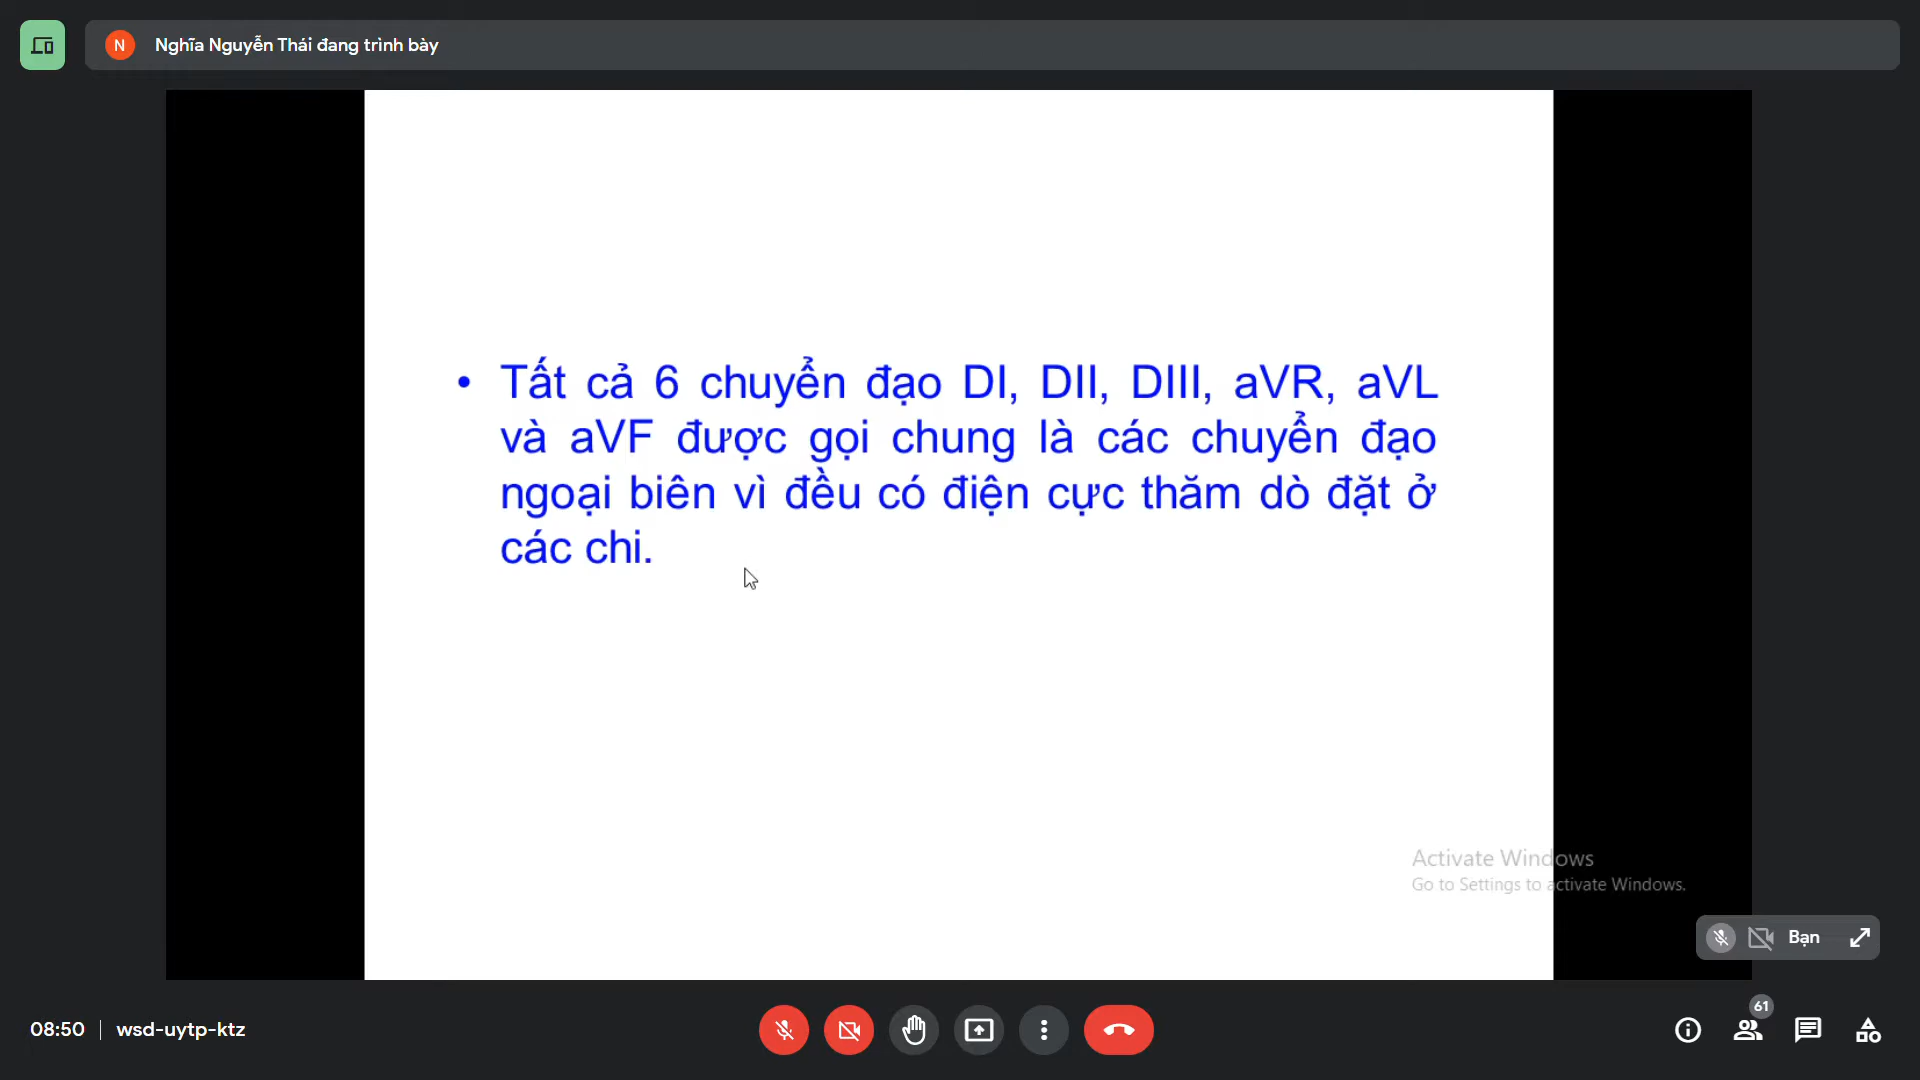 N
Nghĩa Nguyễn Thái đang trình bày
• Tất cả 6 chuyển đạo DI, DII, DIII, aVR, aVL
và aVF được gọi chung là các chuyển đạo
ngoại biên vì đều có điện cực thăm dò đặt ở
các chi.
Activate Windows
Go to Settings to activate Windows.
Bạn
61
08:50 | wsd-uytp-ktz